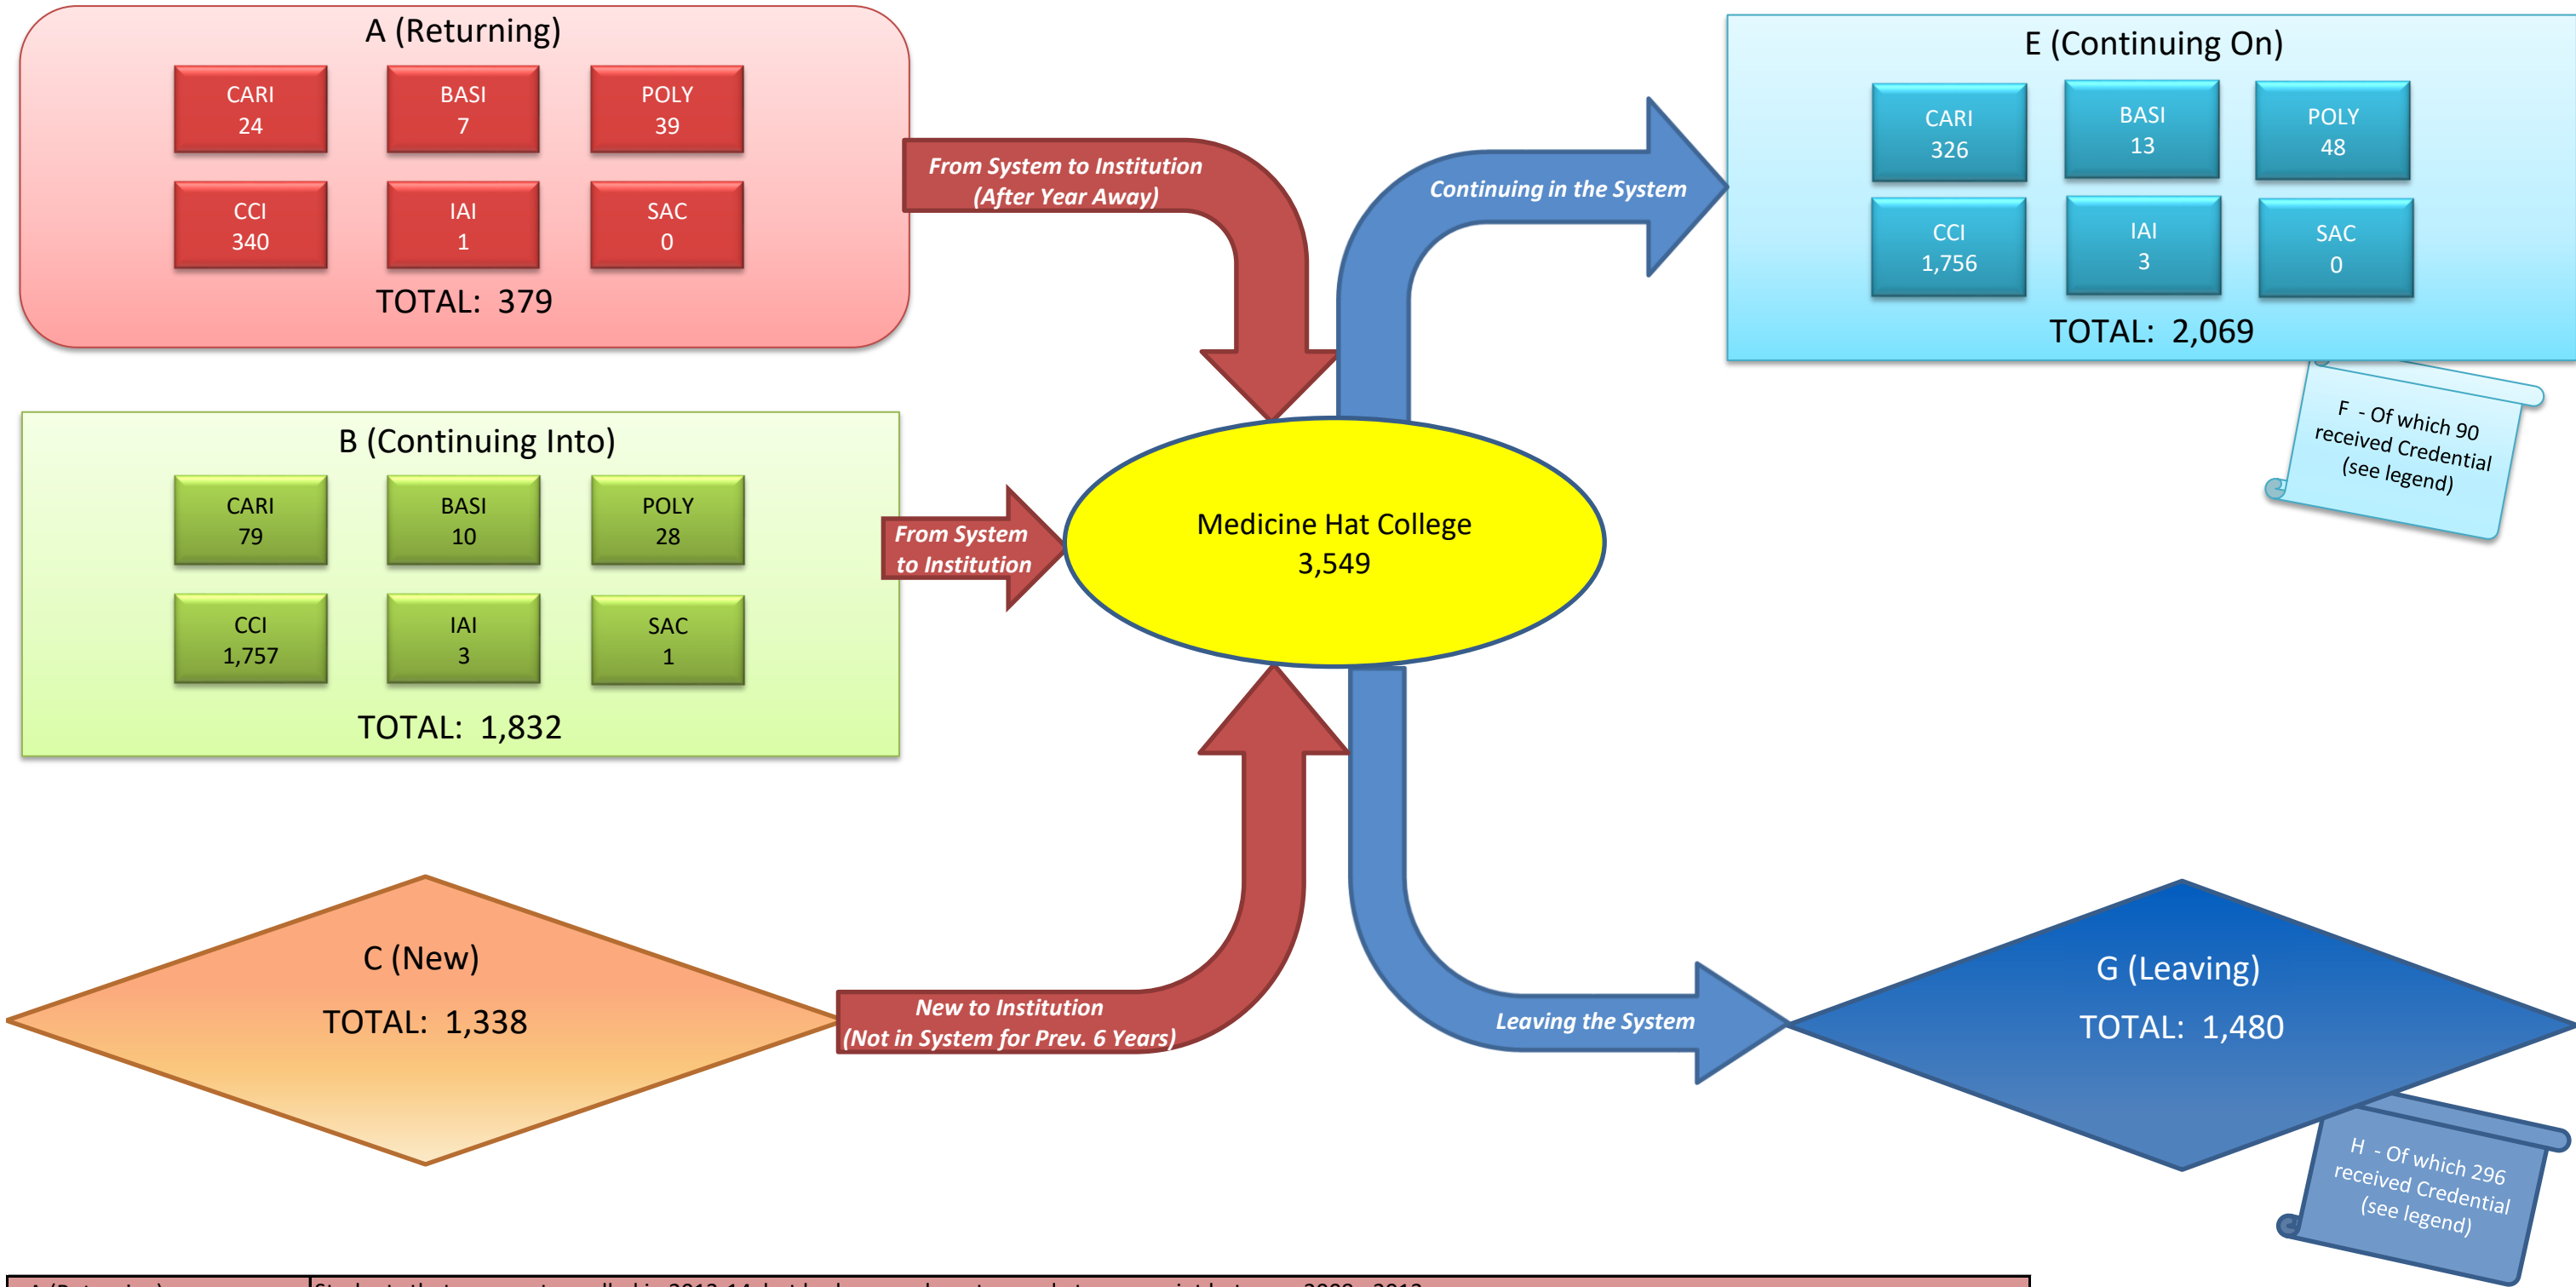 A (Returning)
CARI
24
BASI
7
POLY
39
CCI
340
IAI
1
SAC
0
TOTAL: 379
From System to Institution
(After Year Away)
Continuing in the System
E (Continuing On)
CARI
326
BASI
13
POLY
48
CCI
1,756
IAI
3
SAC
0
TOTAL: 2,069
F - Of which 90
received Credential
(see legend)
B (Continuing Into)
CARI
79
BASI
10
POLY
28
CCI
1,757
IAI
3
SAC
1
TOTAL: 1,832
From System
to Institution
Medicine Hat College
3,549
C (New)
TOTAL: 1,338
New to Institution
(Not in System for Prev. 6 Years)
Leaving the System
G (Leaving)
TOTAL: 1,480
H - Of which 296
received Credential
(see legend)
A (Returning)